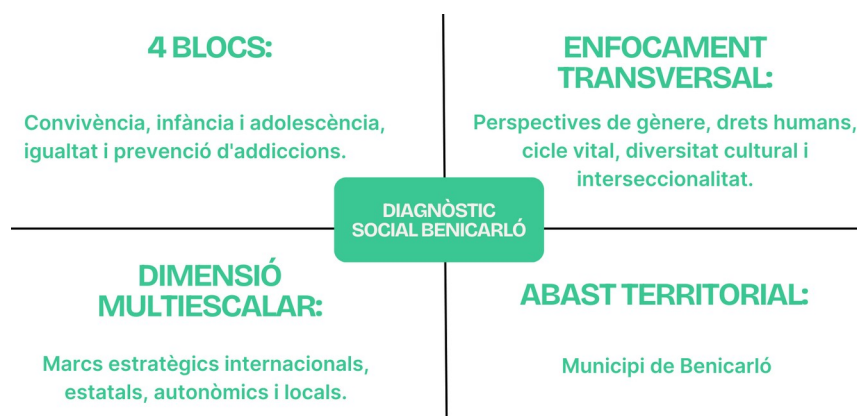 4 BLOCS:
Convivència, infància i adolescència,
igualtat i prevenció d'addiccions.
ENFOCAMENT
TRANSVERSAL:
Perspectives de gènere, drets humans,
cicle vital, diversitat cultural i
interseccionalitat.
DIAGNÒSTIC
SOCIAL BENICARLÓ
DIMENSIÓ
MULTIESCALAR:
Marcs estratègics internacionals,
estatals, autonòmics i locals.
ABAST TERRITORIAL:
Municipi de Benicarló